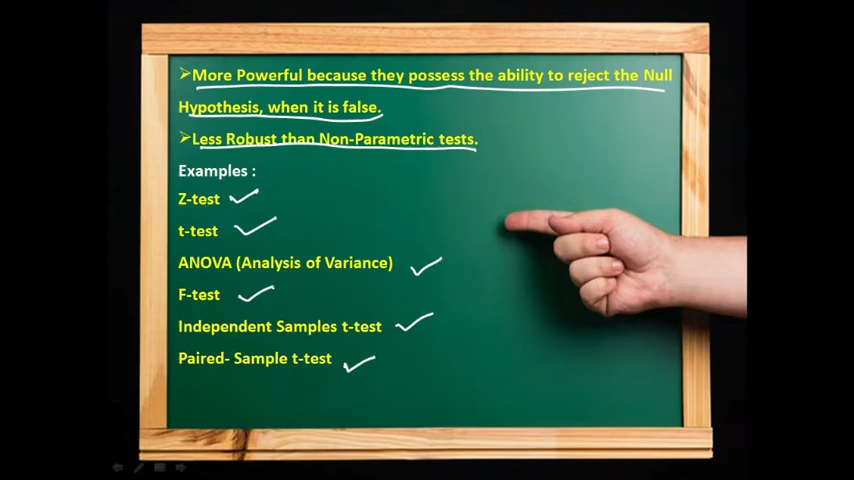 ➢More Powerful because they possess the ability to reject the Null
Hypothesis, when it is false.
➢Less Robust than Non-Parametric tests.
Examples :
Z-test
t-test
ANOVA (Analysis of Variance)
F-test
Independent Samples t-test
Paired- Sample t-test